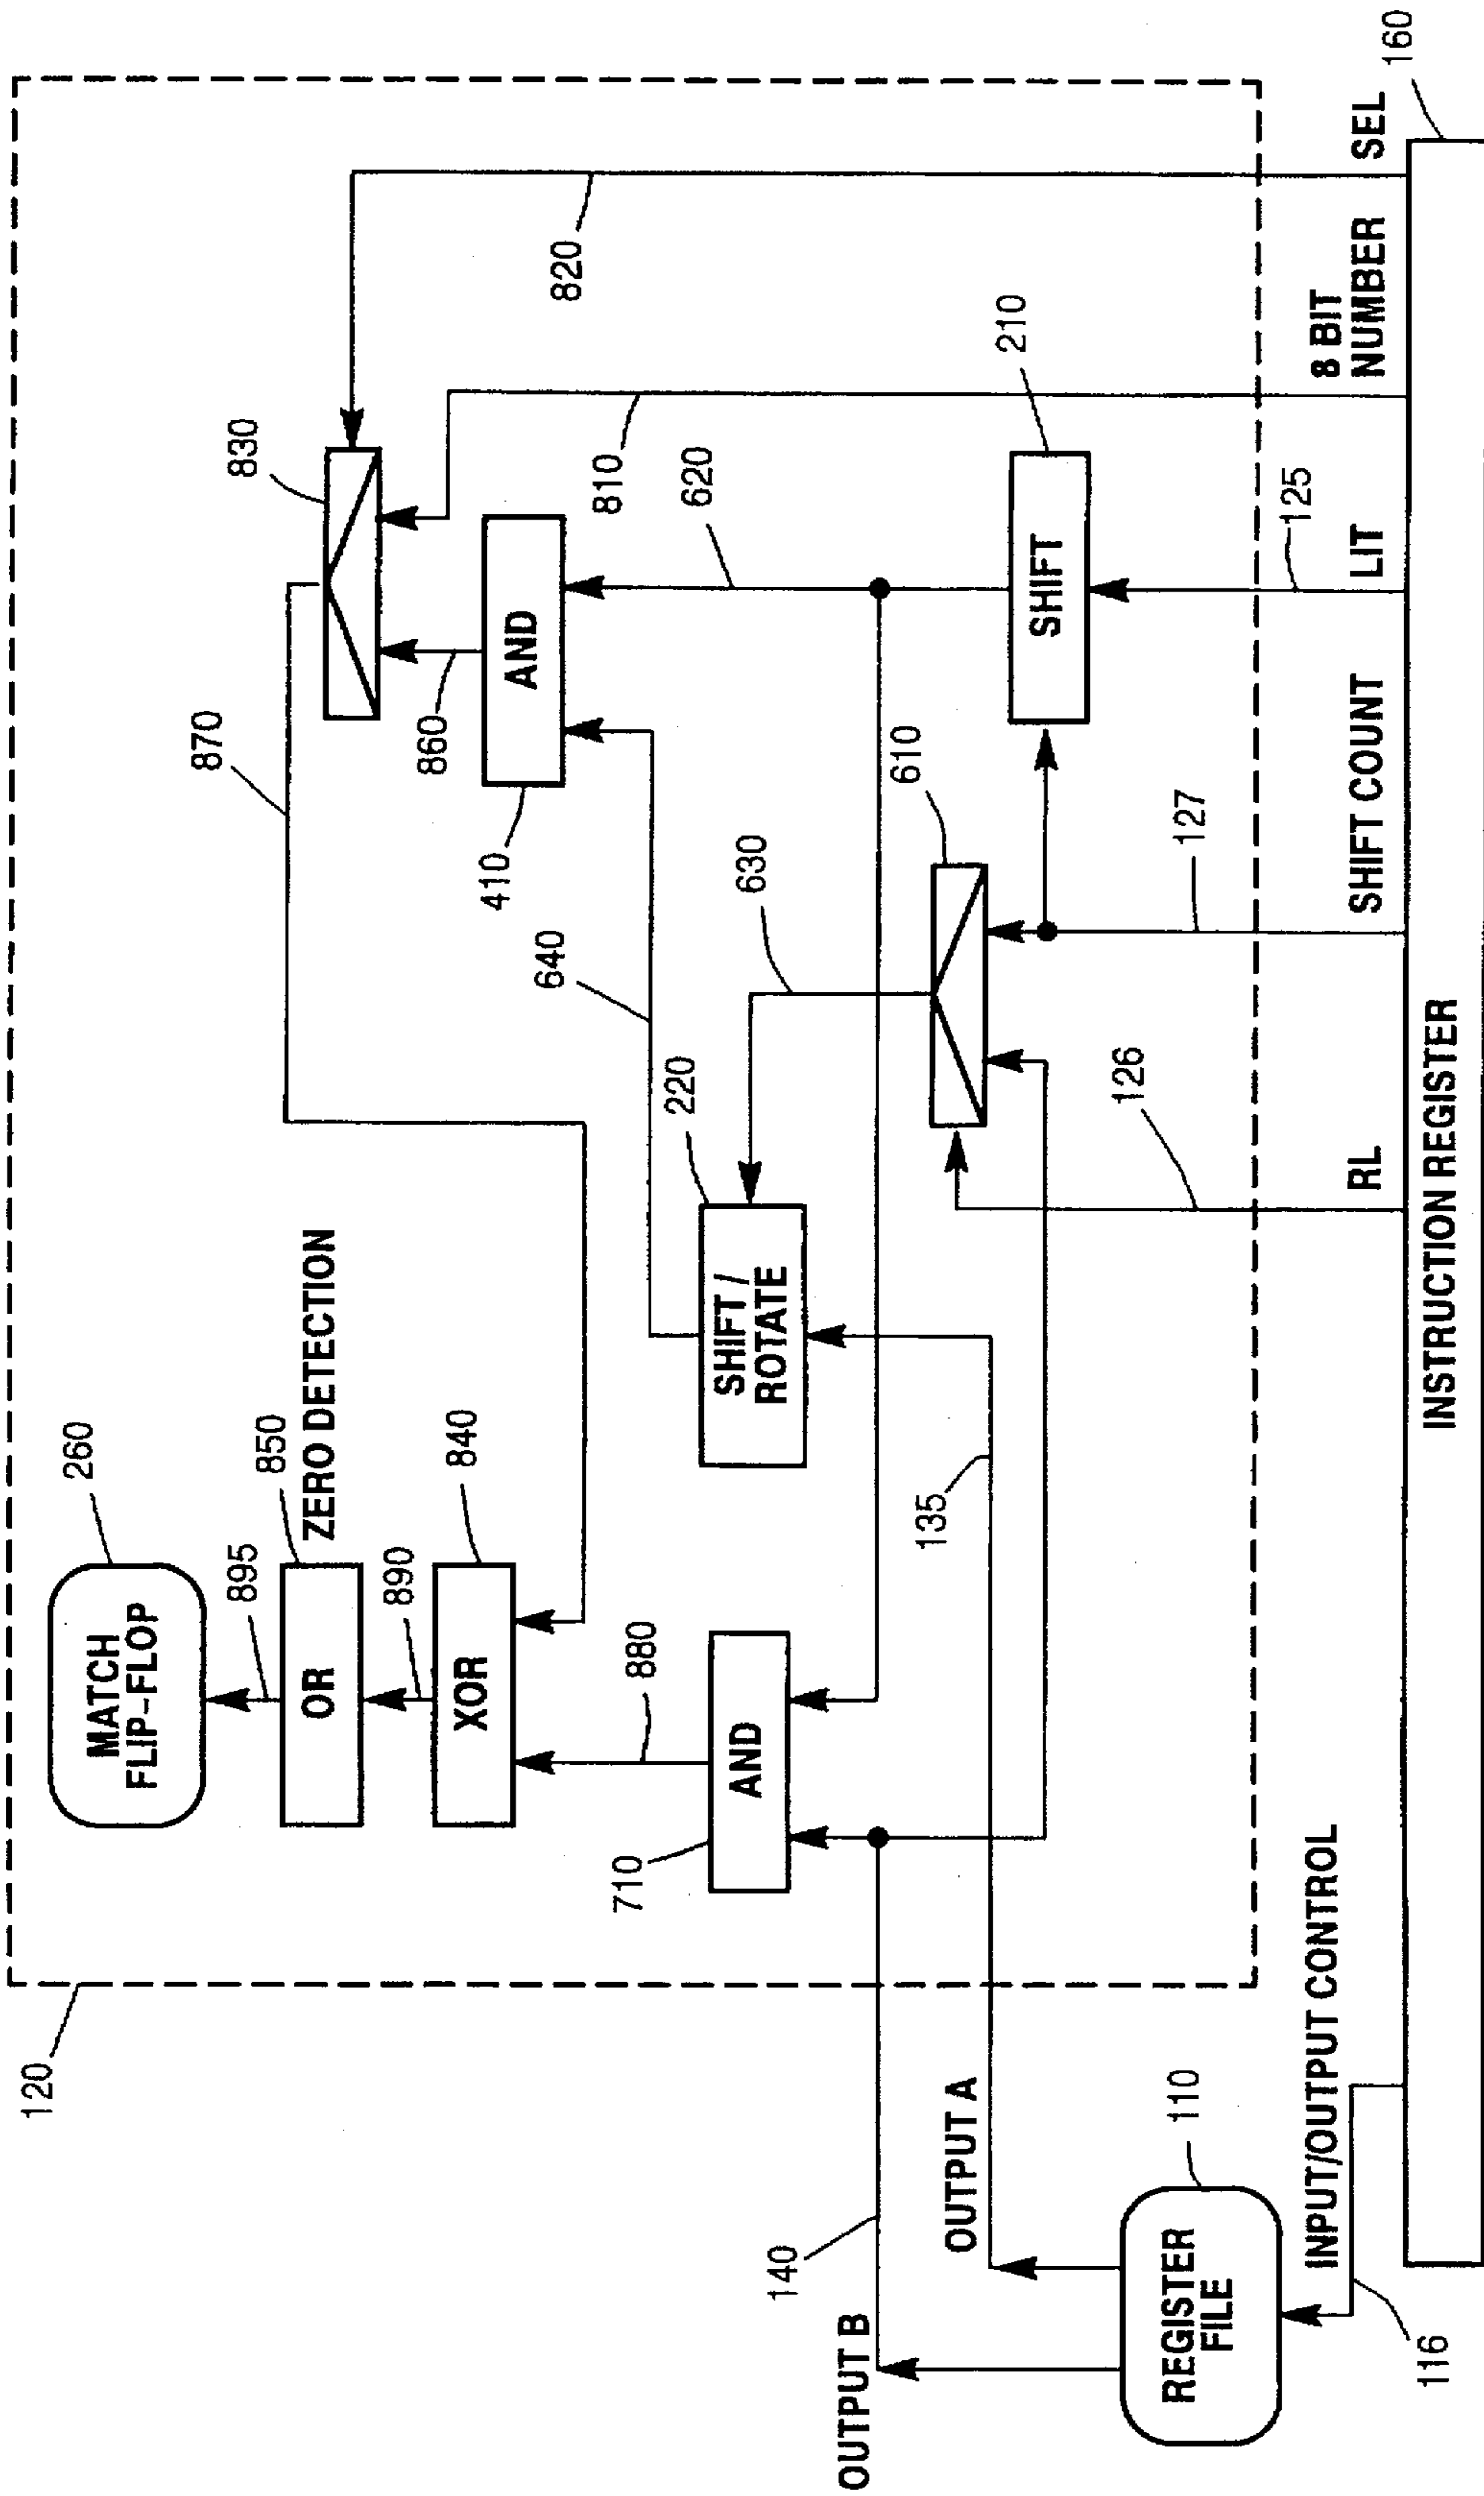 120
MATCH
FLIP-FLOP
260
895
OR
850
ZERO DETECTION
890
XOR
840
880
710
AND
870
830
860
AND
410
640
820
810
620
630
220
SHIFT /
ROTATE
135
610
SHIFT
210
126
127
125
OUTPUT B
140
OUTPUT A
REGISTER
FILE
110
116
INPUT/OUTPUT CONTROL
RL
SHIFT COUNT
LIT
8 BIT
NUMBER
SEL
INSTRUCTION REGISTER
160